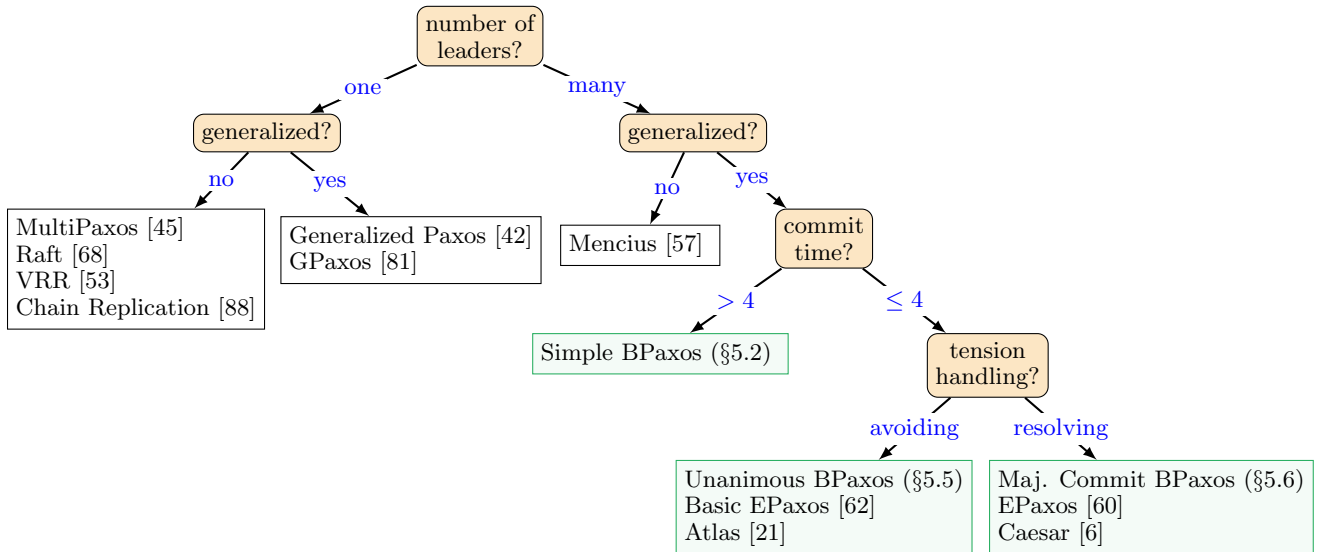 number of
leaders?
one
many
generalized?
generalized?
no
yes
no
yes
MultiPaxos [45]
Raft [68]
VRR [53]
Chain Replication [88]
Generalized Paxos [42]
GPaxos [81]
Mencius [57]
commit
time?
> 4
≤ 4
Simple BPaxos (§5.2)
tension
handling?
avoiding
resolving
Unanimous BPaxos (§5.5)
Basic EPaxos [62]
Atlas [21]
Maj. Commit BPaxos (§5.6)
EPaxos [60]
Caesar [6]